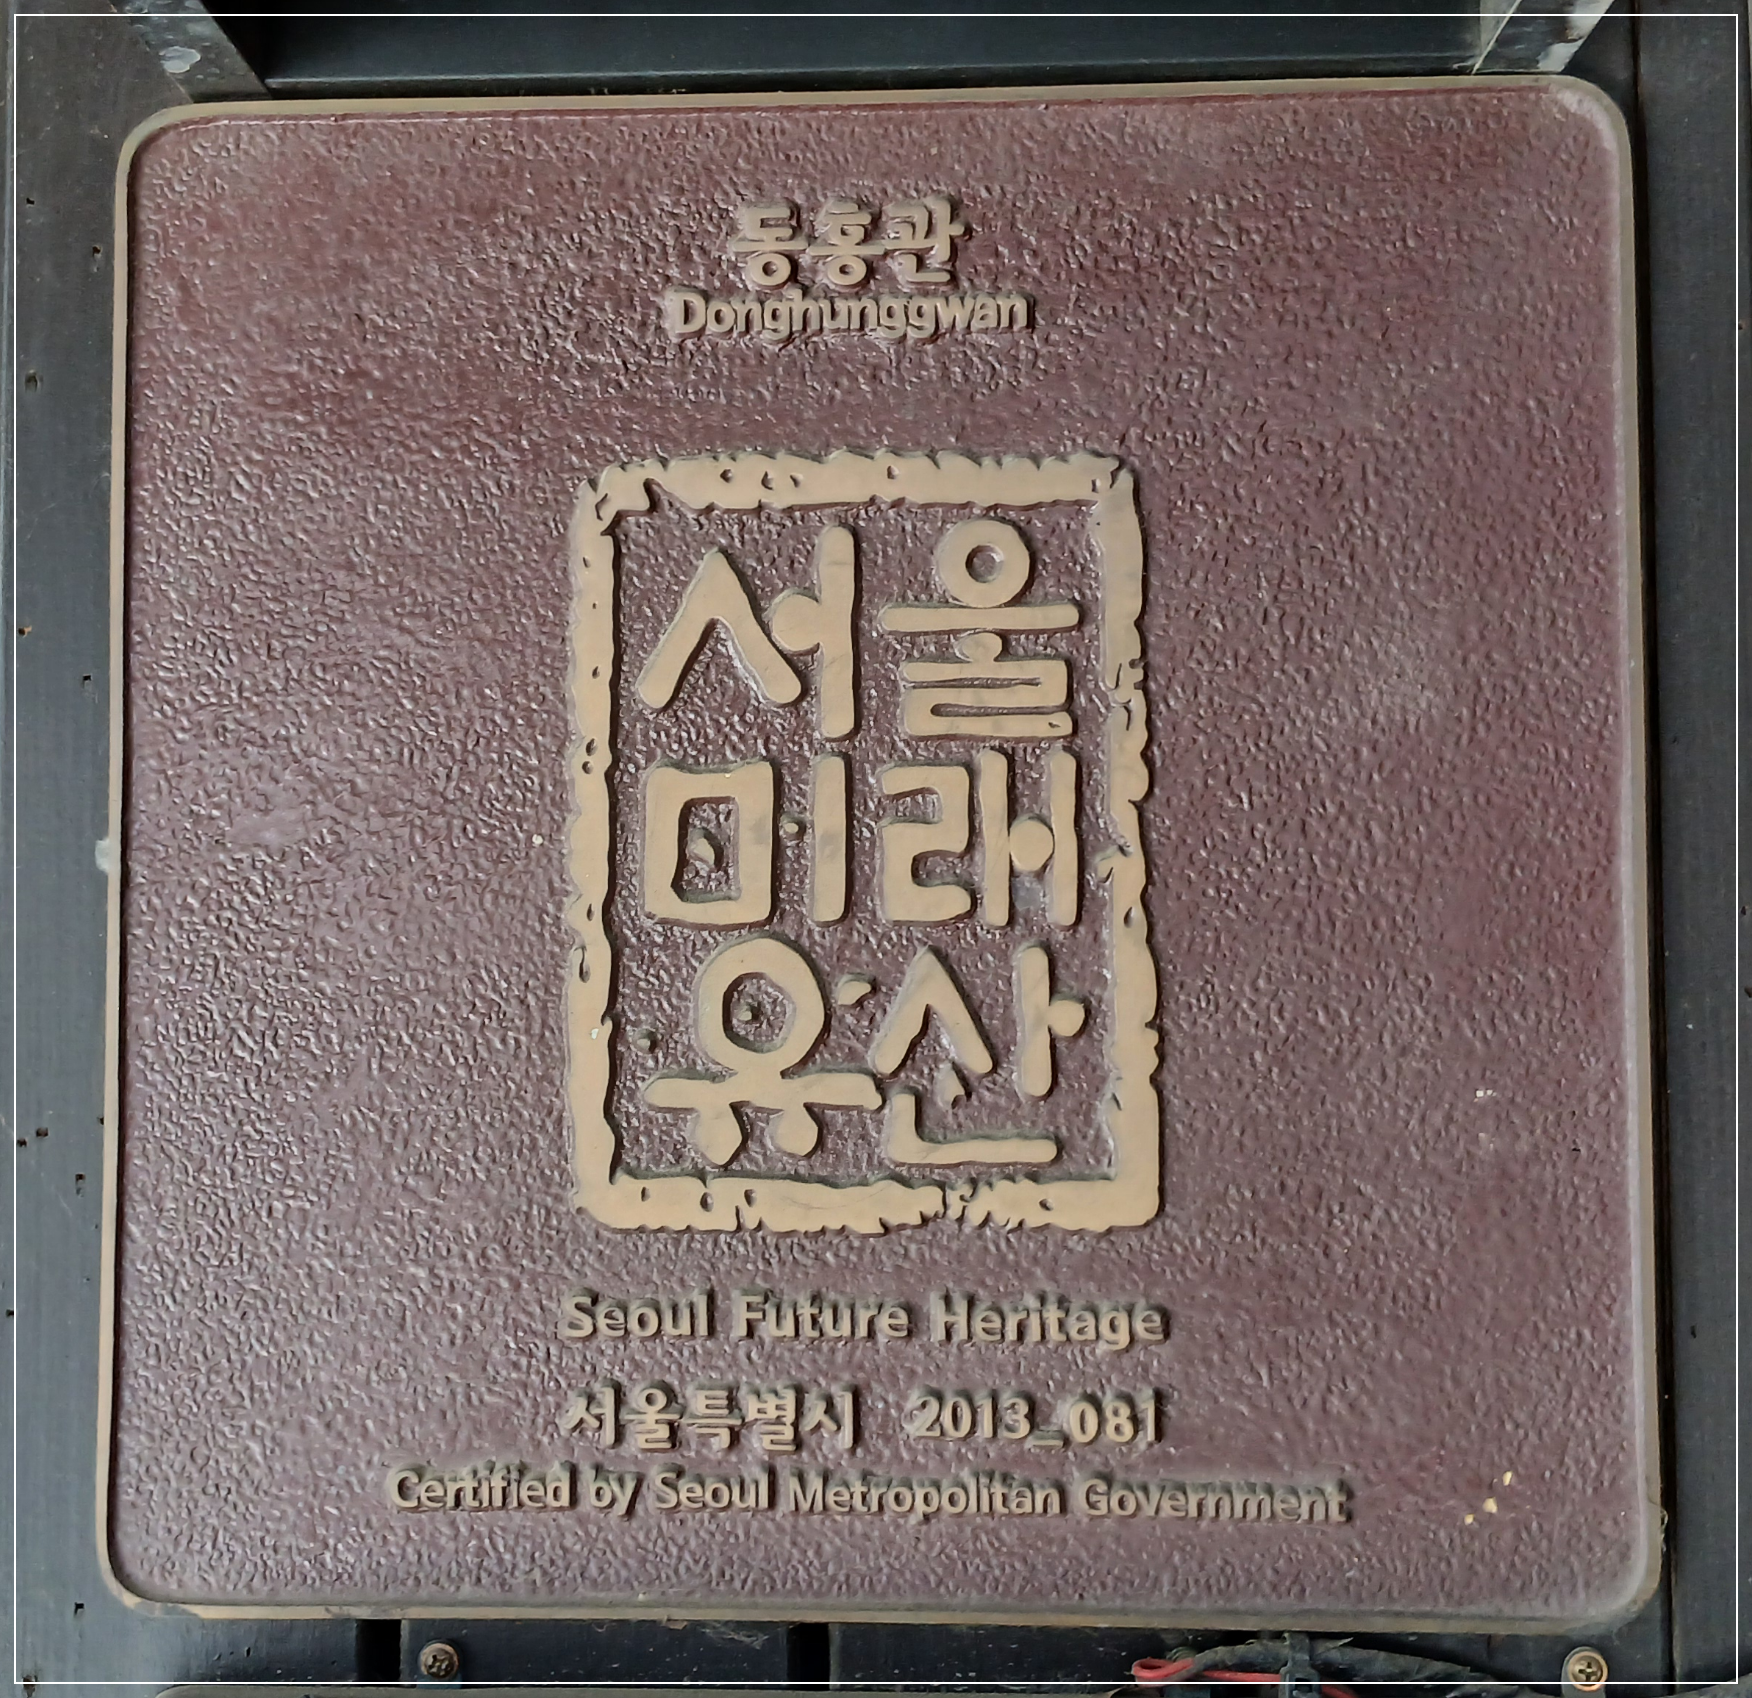 동흥관
Donghunggwan
서울
미래
유산
Seoul Future Heritage
서울특별시 2013_081
Certified by Seoul Metropolitan Government